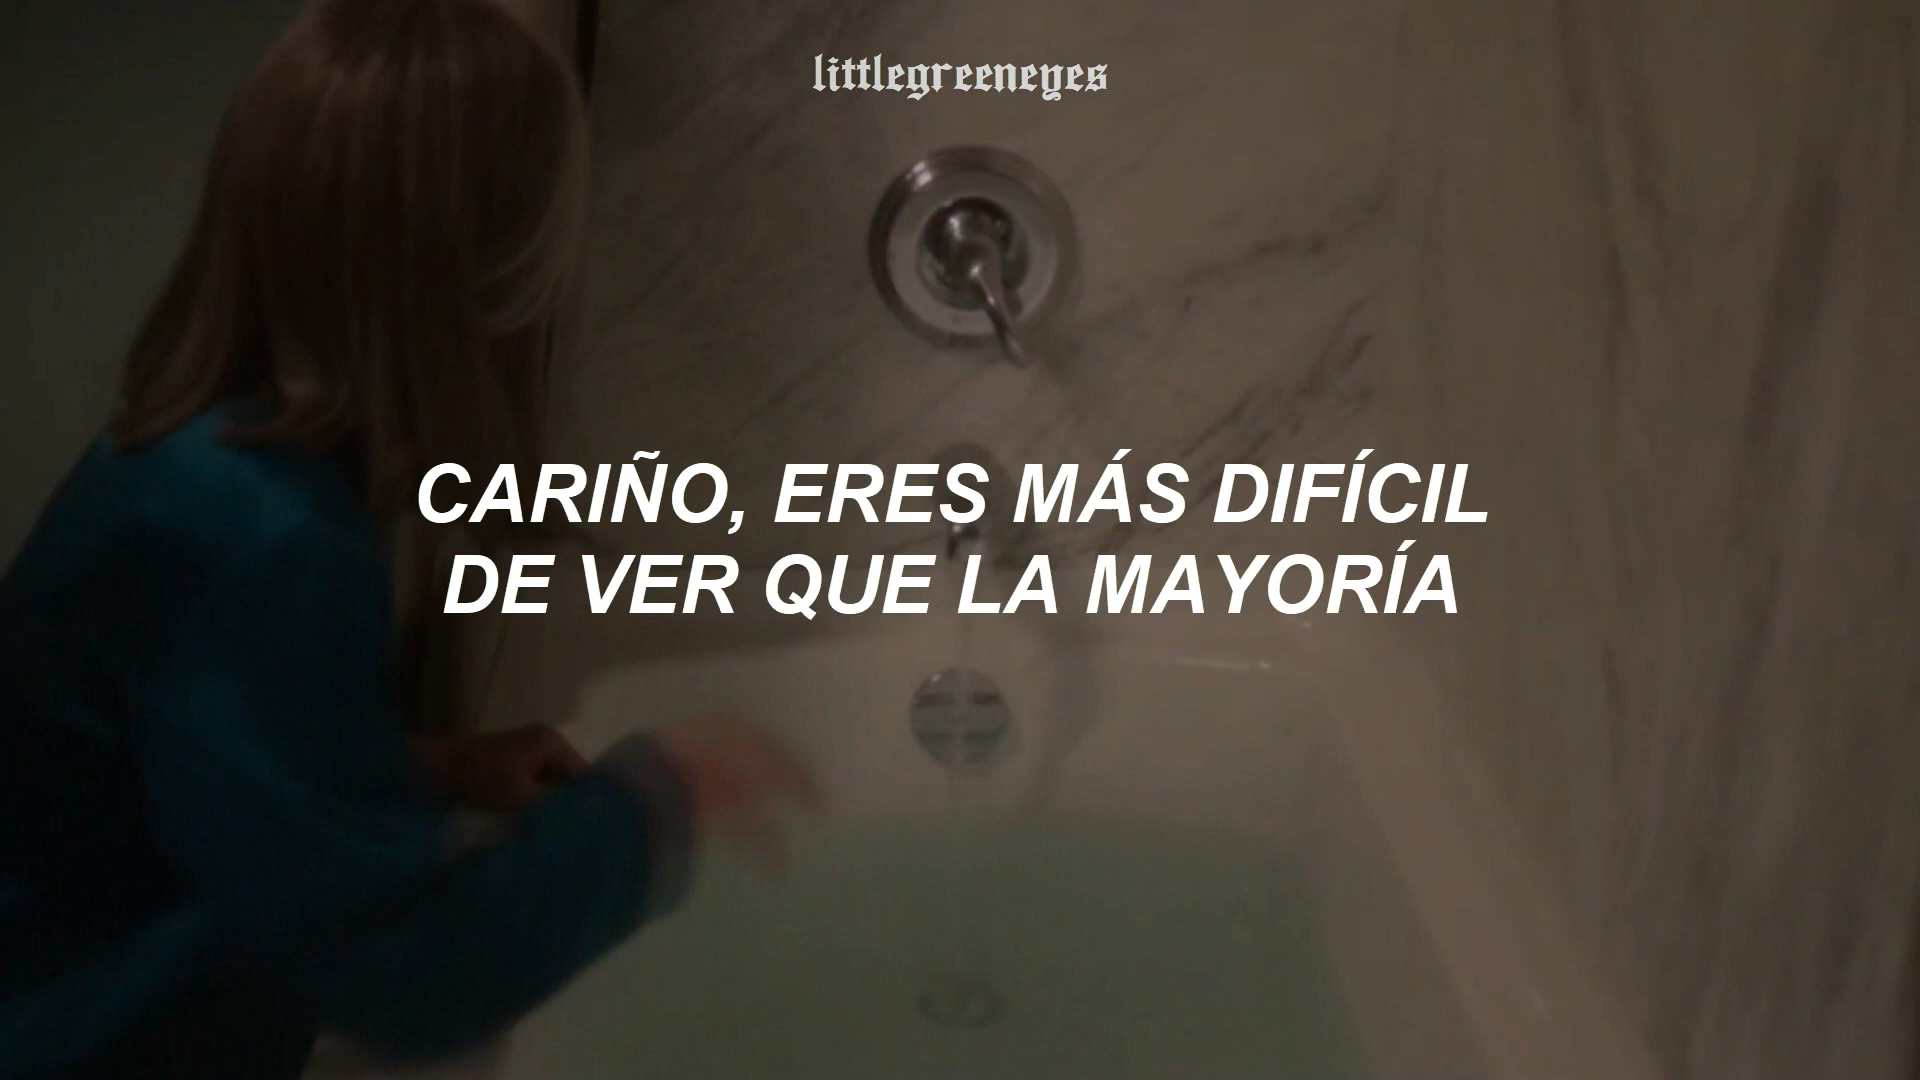 littlegreeneyes
CARIÑO, ERES MÁS DIFÍCIL
DE VER QUE LA MAYORÍA